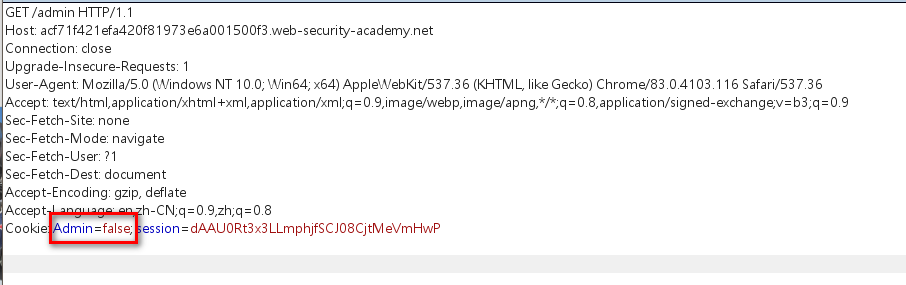 GET /admin HTTP/1.1
Host: acf71f421efa420f81973e6a001500f3.web-security-academy.net
Connection: close
Upgrade-Insecure-Requests: 1
User-Agent: Mozilla/5.0 (Windows NT 10.0; Win64; x64) AppleWebKit/537.36 (KHTML, like Gecko) Chrome/83.0.4103.116 Safari/537.36
Accept: text/html,application/xhtml+xml,application/xml;q=0.9,image/webp,image/apng,*/*;q=0.8,application/signed-exchange;v=b3;q=0.9
Sec-Fetch-Site: none
Sec-Fetch-Mode: navigate
Sec-Fetch-User: ?1
Sec-Fetch-Dest: document
Accept-Encoding: gzip, deflate
Accept-Language: en,zh-CN;q=0.9,zh;q=0.8
Cookie: Admin=false; session=dAAU0Rt3x3LLmphjfSCJ08CjtMeVmHwP